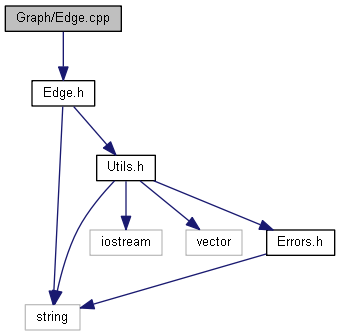 Graph/Edge.cpp
Edge.h
Utils.h
iostream
vector
Errors.h
string